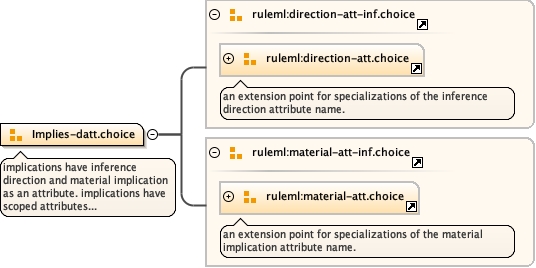 ruleml:direction-att-inf.choice
ruleml:direction-att.choice
an extension point for specializations of the inference
direction attribute name.
Implies-datt.choice
implications have inference
direction and material implication
as an attribute. implications have
scoped attributes...
ruleml:material-att-inf.choice
ruleml:material-att.choice
an extension point for specializations of the material
implication attribute name.